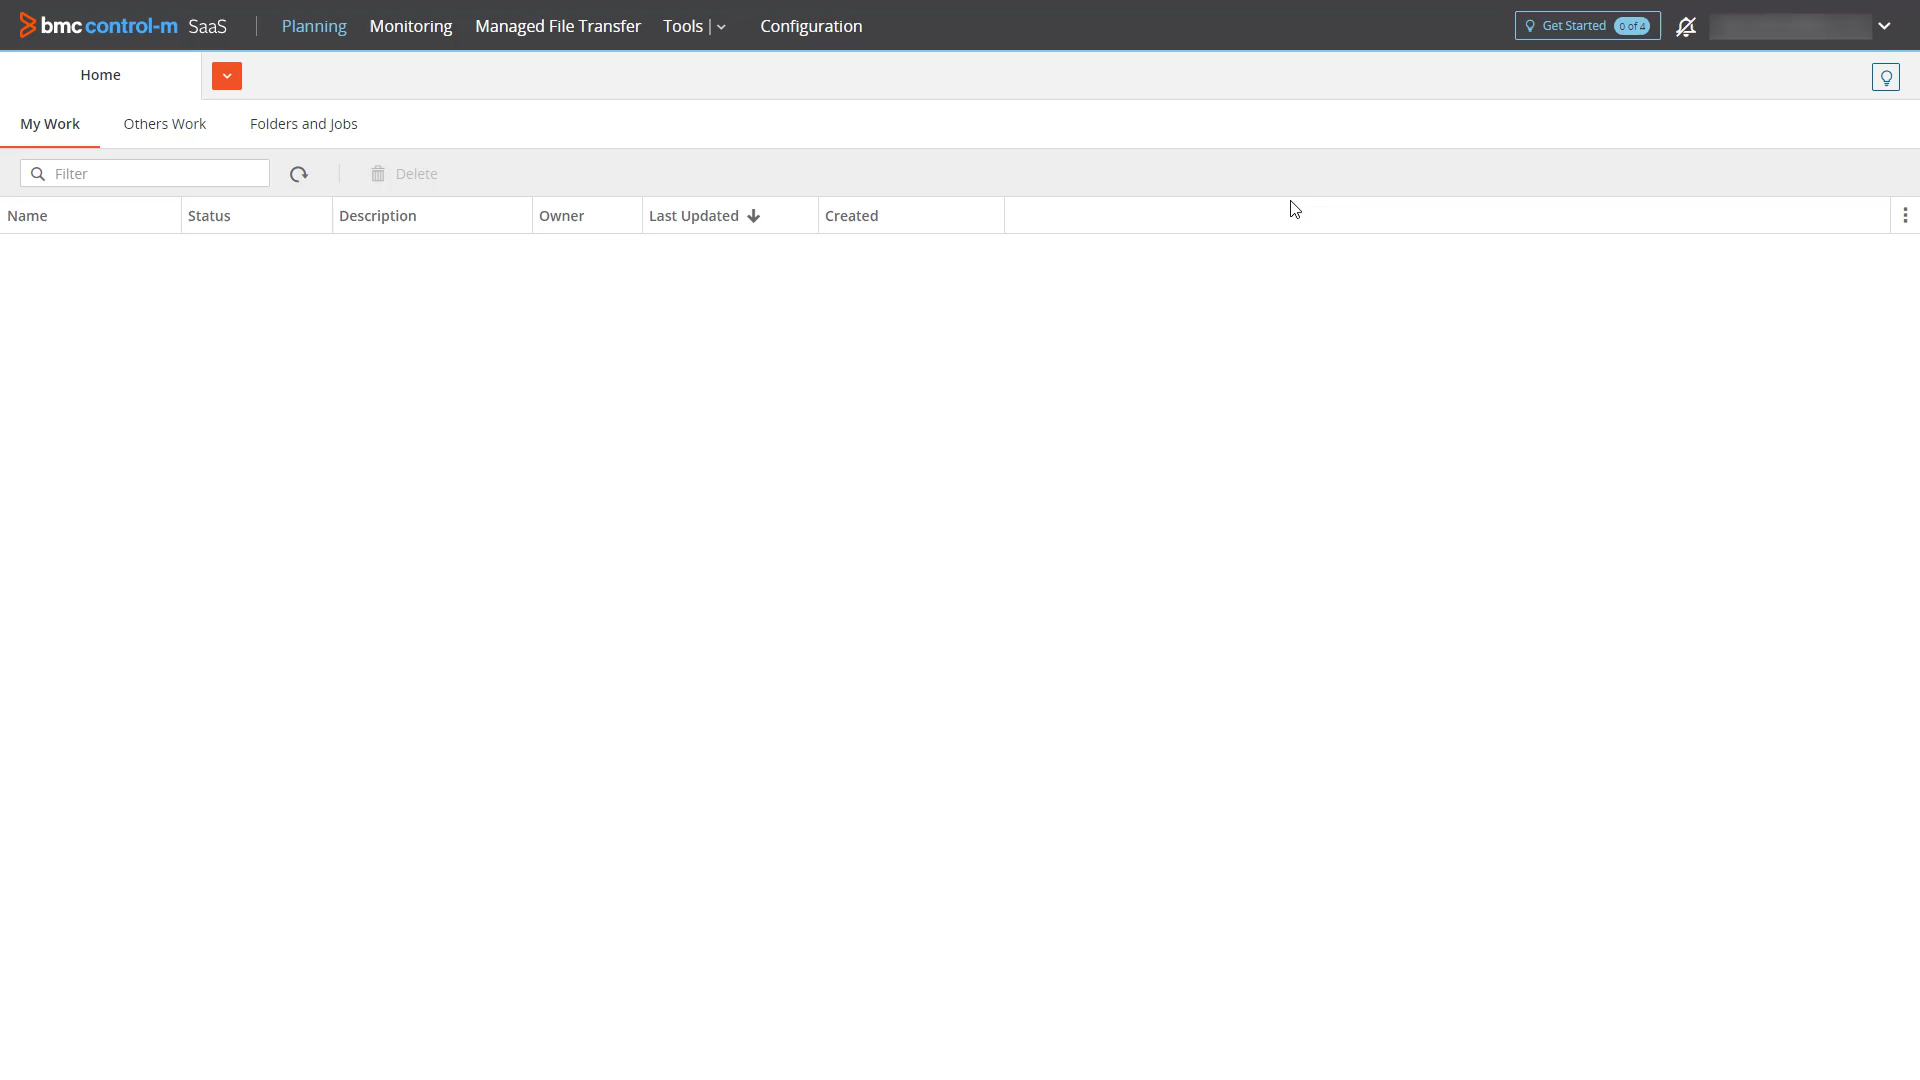 bmc control-m SaaS Planning Monitoring Managed File Transfer Tools Configuration Get Started 0 of 4
Home
My Work Others Work Folders and Jobs
Filter Delete
Name Status Description Owner Last Updated Created